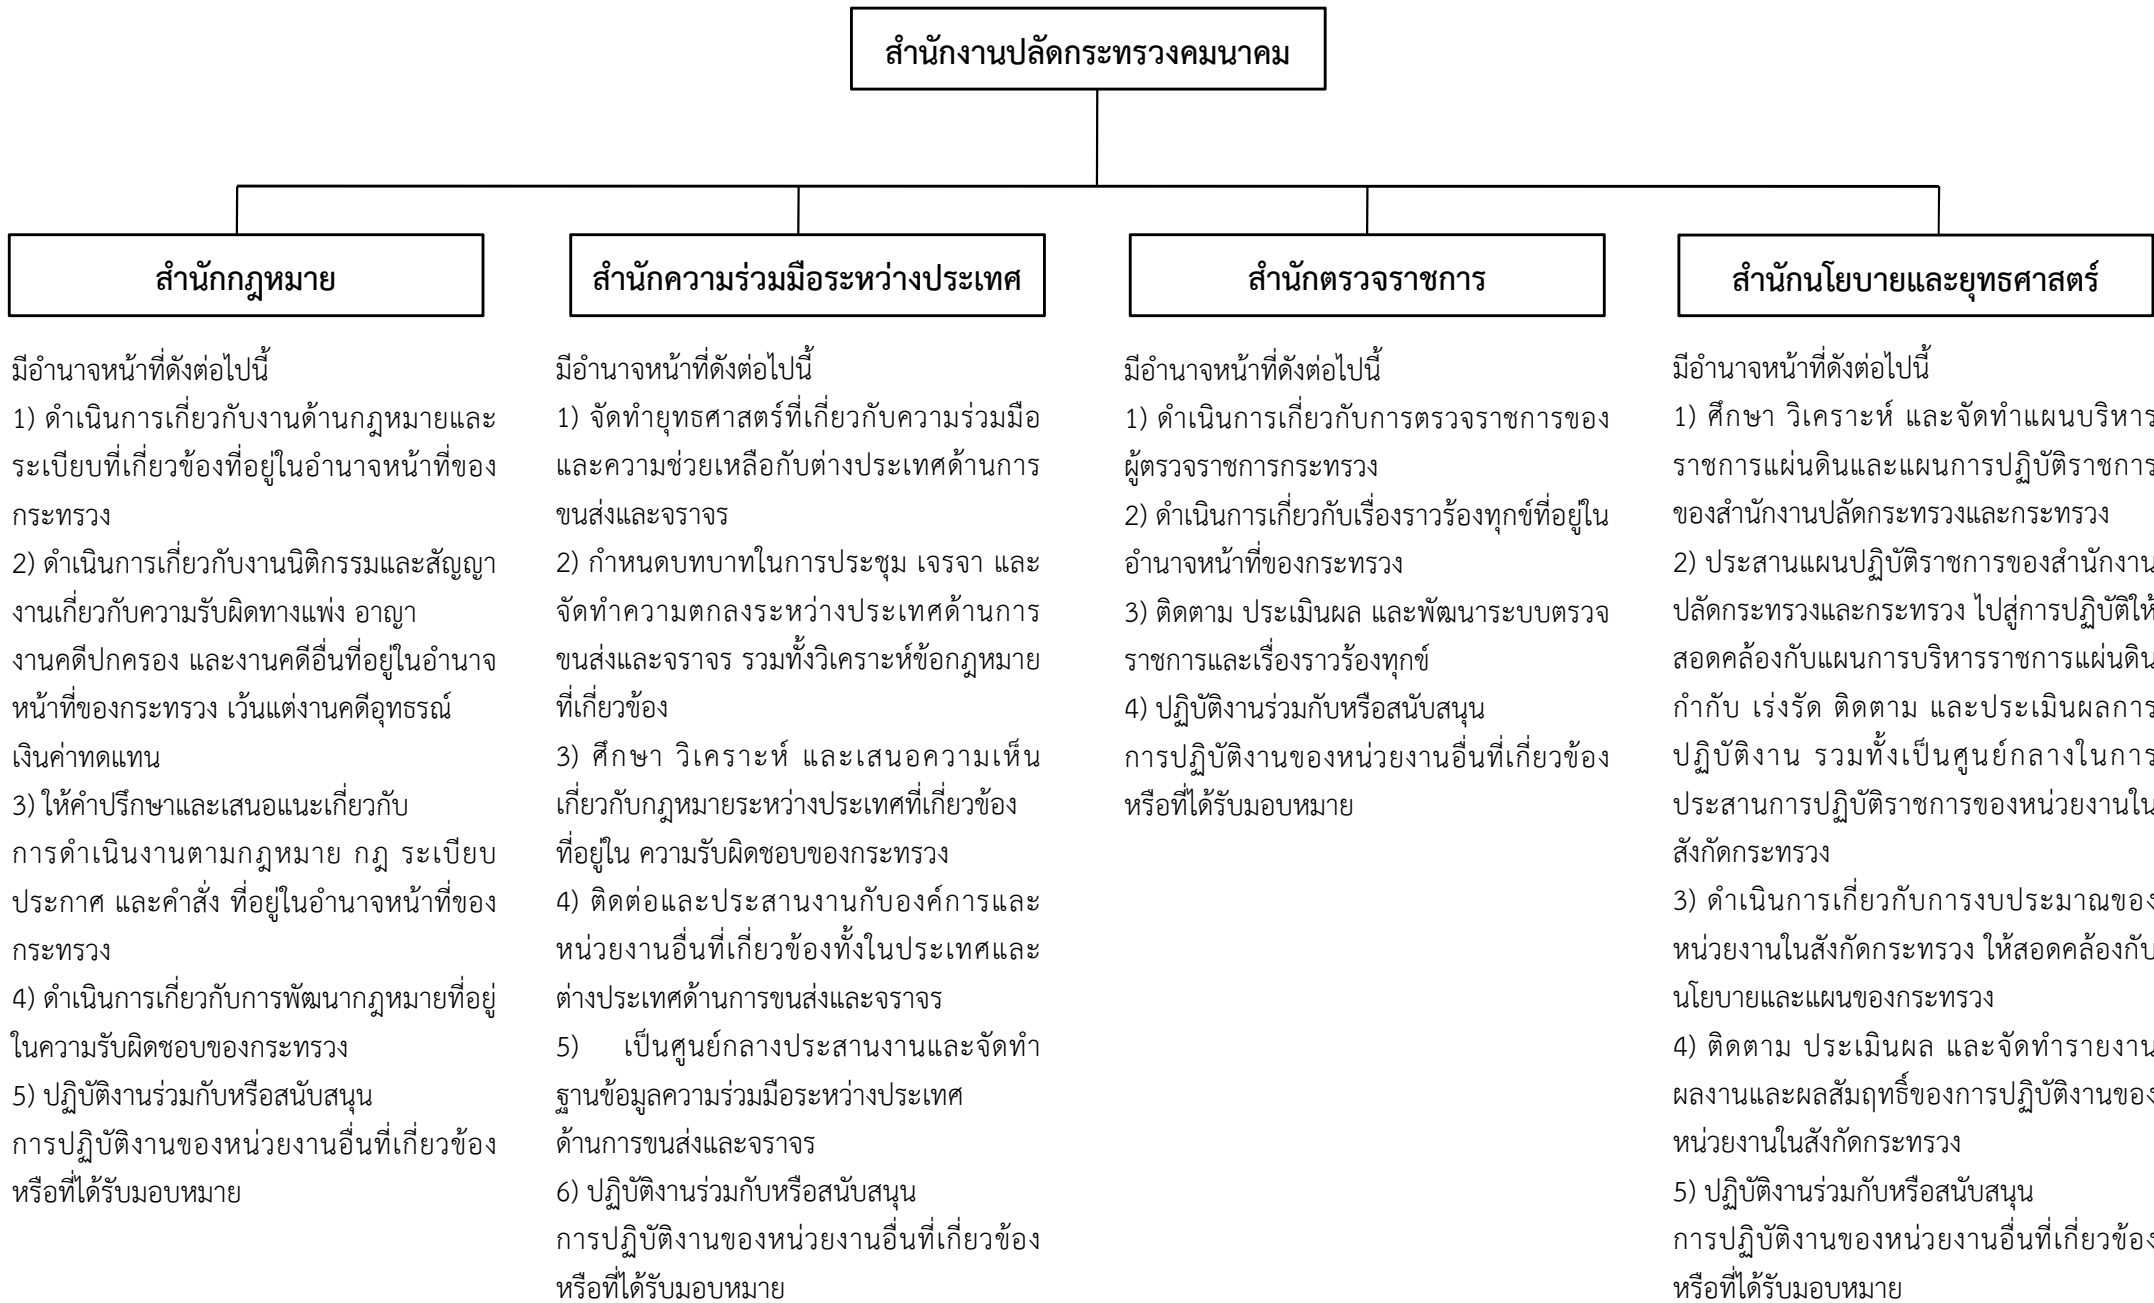 สำนักงานปลัดกระทรวงคมนาคม
สำนักกฎหมาย
มีอำนาจหน้าที่ดังต่อไปนี้
1) ดำเนินการเกี่ยวกับงานด้านกฎหมายและ
ระเบียบที่เกี่ยวข้องที่อยู่ในอำนาจหน้าที่ของ
กระทรวง
2) ดำเนินการเกี่ยวกับงานนิติกรรมและสัญญา
งานเกี่ยวกับความรับผิดทางแพ่ง อาญา
งานคดีปกครอง และงานคดีอื่นที่อยู่ในอำนาจ
หน้าที่ของกระทรวง เว้นแต่งานคดีอุทธรณ์
เงินค่าทดแทน
3) ให้คำปรึกษาและเสนอแนะเกี่ยวกับ
การดำเนินงานตามกฎหมาย กฎ ระเบียบ
ประกาศ และคำสั่ง ที่อยู่ในอำนาจหน้าที่ของ
กระทรวง
4) ดำเนินการเกี่ยวกับการพัฒนากฎหมายที่อยู่
ในความรับผิดชอบของกระทรวง
5) ปฏิบัติงานร่วมกับหรือสนับสนุน
การปฏิบัติงานของหน่วยงานอื่นที่เกี่ยวข้อง
หรือที่ได้รับมอบหมาย
สำนักความร่วมมือระหว่างประเทศ
มีอำนาจหน้าที่ดังต่อไปนี้
1) จัดทำยุทธศาสตร์ที่เกี่ยวกับความร่วมมือ
และความช่วยเหลือกับต่างประเทศด้านการ
ขนส่งและจราจร
2) กำหนดบทบาทในการประชุม เจรจา และ
จัดทำความตกลงระหว่างประเทศด้านการ
ขนส่งและจราจร รวมทั้งวิเคราะห์ข้อกฎหมาย
ที่เกี่ยวข้อง
3) ศึกษา วิเคราะห์ และเสนอความเห็น
เกี่ยวกับกฎหมายระหว่างประเทศที่เกี่ยวข้อง
ที่อยู่ใน ความรับผิดชอบของกระทรวง
4) ติดต่อและประสานงานกับองค์การและ
หน่วยงานอื่นที่เกี่ยวข้องทั้งในประเทศและ
ต่างประเทศด้านการขนส่งและจราจร
5) เป็นศูนย์กลางประสานงานและจัดทำ
ฐานข้อมูลความร่วมมือระหว่างประเทศ
ด้านการขนส่งและจราจร
6) ปฏิบัติงานร่วมกับหรือสนับสนุน
การปฏิบัติงานของหน่วยงานอื่นที่เกี่ยวข้อง
หรือที่ได้รับมอบหมาย
สำนักตรวจราชการ
มีอำนาจหน้าที่ดังต่อไปนี้
1) ดำเนินการเกี่ยวกับการตรวจราชการของ
ผู้ตรวจราชการกระทรวง
2) ดำเนินการเกี่ยวกับเรื่องราวร้องทุกข์ที่อยู่ใน
อำนาจหน้าที่ของกระทรวง
3) ติดตาม ประเมินผล และพัฒนาระบบตรวจ
ราชการและเรื่องราวร้องทุกข์
4) ปฏิบัติงานร่วมกับหรือสนับสนุน
การปฏิบัติงานของหน่วยงานอื่นที่เกี่ยวข้อง
หรือที่ได้รับมอบหมาย
สำนักนโยบายและยุทธศาสตร์
มีอำนาจหน้าที่ดังต่อไปนี้
1) ศึกษา วิเคราะห์ และจัดทำแผนบริหาร
ราชการแผ่นดินและแผนการปฏิบัติราชการ
ของสำนักงานปลัดกระทรวงและกระทรวง
2) ประสานแผนปฏิบัติราชการของสำนักงาน
ปลัดกระทรวงและกระทรวง ไปสู่การปฏิบัติให้
สอดคล้องกับแผนการบริหารราชการแผ่นดิน
กำกับ เร่งรัด ติดตาม และประเมินผลการ
ปฏิบัติงาน รวมทั้งเป็นศูนย์กลางในการ
ประสานการปฏิบัติราชการของหน่วยงานใน
สังกัดกระทรวง
3) ดำเนินการเกี่ยวกับการงบประมาณของ
หน่วยงานในสังกัดกระทรวง ให้สอดคล้องกับ
นโยบายและแผนของกระทรวง
4) ติดตาม ประเมินผล และจัดทำรายงาน
ผลงานและผลสัมฤทธิ์ของการปฏิบัติงานของ
หน่วยงานในสังกัดกระทรวง
5) ปฏิบัติงานร่วมกับหรือสนับสนุน
การปฏิบัติงานของหน่วยงานอื่นที่เกี่ยวข้อง
หรือที่ได้รับมอบหมาย